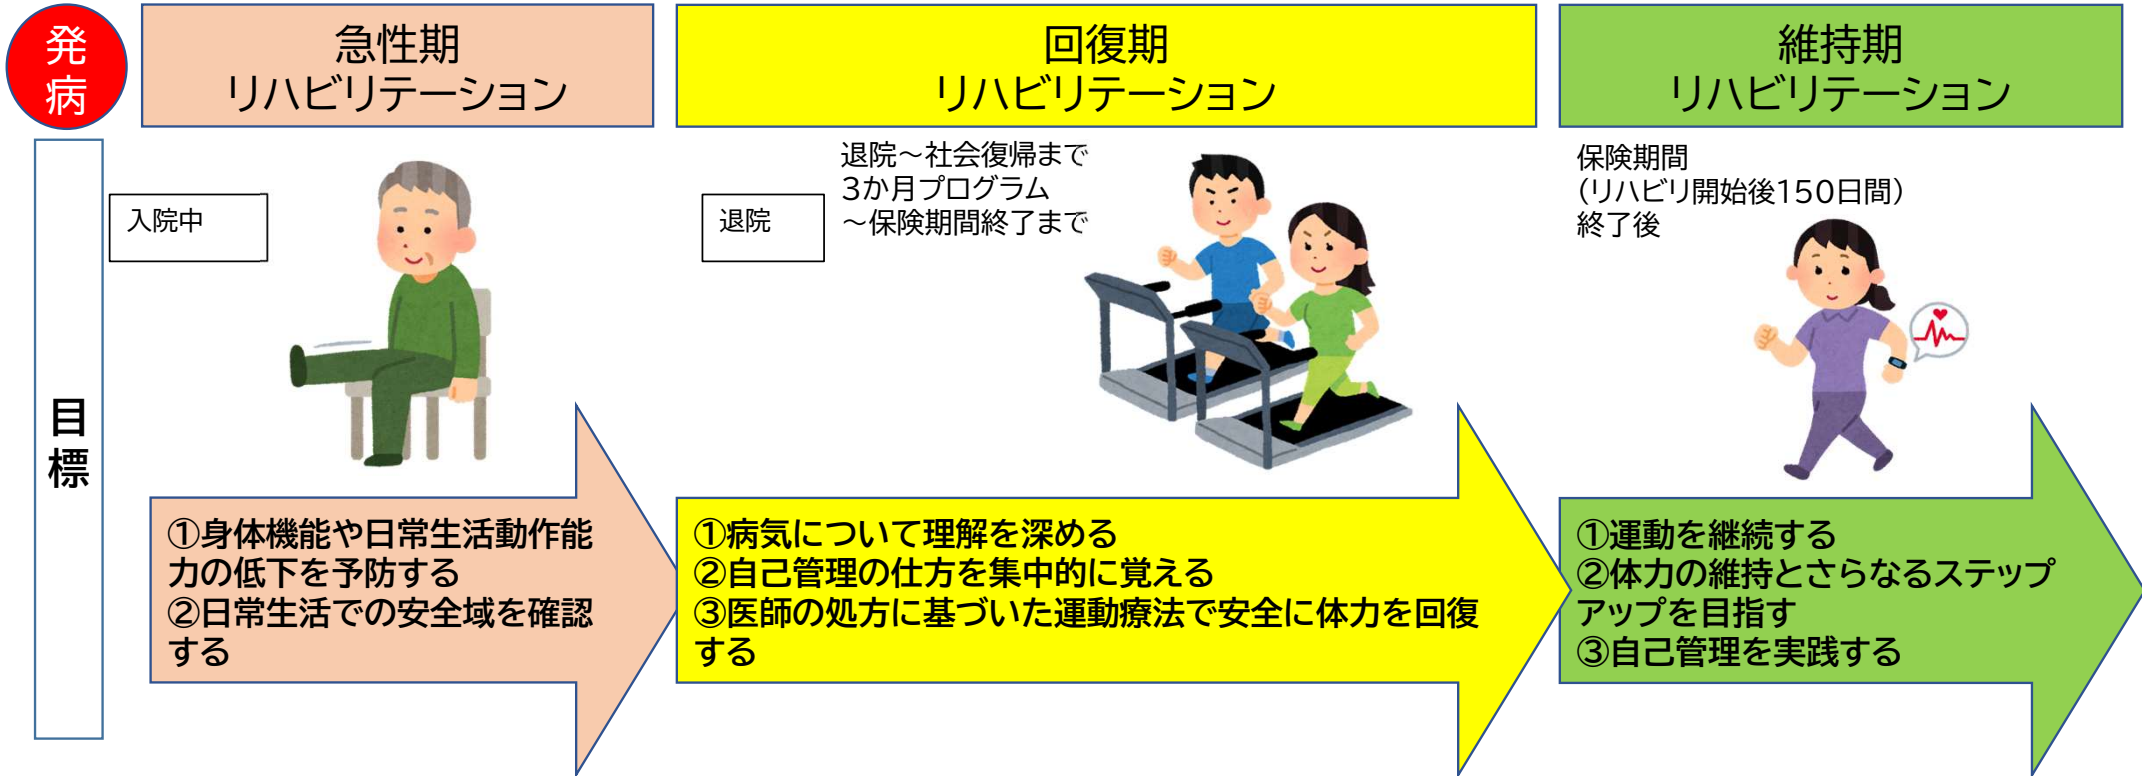 発
病
急性期
リハビリテーション
回復期
リハビリテーション
維持期
リハビリテーション
目
標
入院中
退院
退院～社会復帰まで
3か月プログラム
～保険期間終了まで
保険期間
(リハビリ開始後150日間)
終了後
①身体機能や日常生活動作能
力の低下を予防する
②日常生活での安全域を確認
する
①病気について理解を深める
②自己管理の仕方を集中的に覚える
③医師の処方に基づいた運動療法で安全に体力を回復
する
①運動を継続する
②体力の維持とさらなるステップ
アップを目指す
③自己管理を実践する